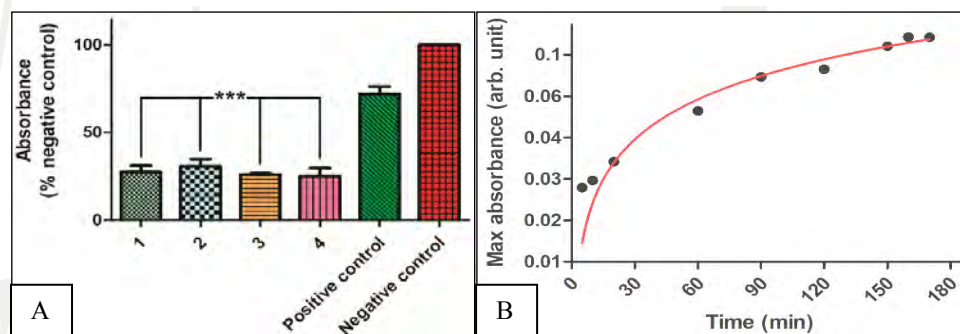 Absorbance
(% negative control)
100
50
0
***
1
2
3
4
Positive control
Negative control
A
Max absorbance (arb. unit)
0.1
0.06
0.04
0.03
0.02
0.01
0
30
60
90
120
150
180
Time (min)
B